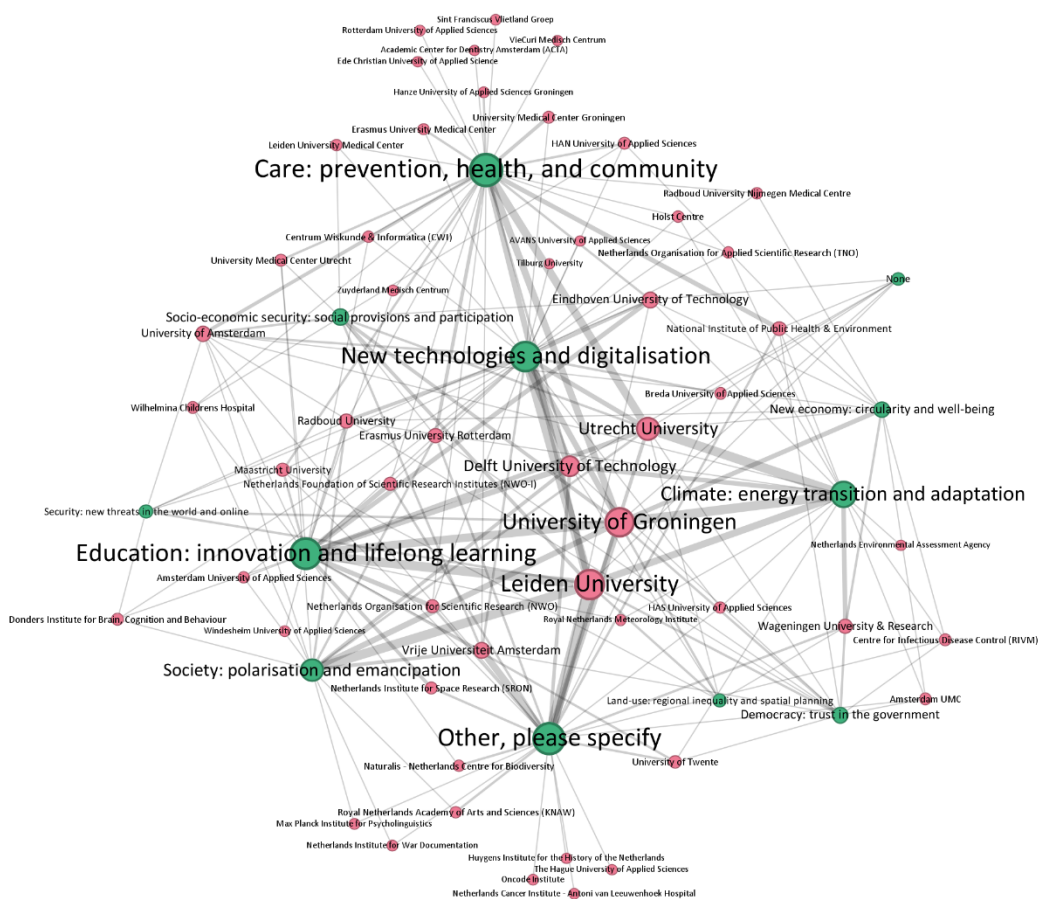 Sint Franciscus Vlietland Groep
Rotterdam University of Applied Sciences
VieCuri Medisch Centrum
Academic Center for Dentistry Amsterdam (ACTA)
Ede Christian University of Applied Science
Hanze University of Applied Sciences Groningen
University Medical Center Groningen
Erasmus University Medical Center
Leiden University Medical Center
HAN University of Applied Sciences
Care: prevention, health, and community
Radboud University Nijmegen Medical Centre
Holst Centre
Centrum Wiskunde & Informatica (CWI)
AVANS University of Applied Sciences
Netherlands Organisation for Applied Scientific Research (TNO)
University Medical Center Utrecht
Tilburg University
None
Zuyderland Medisch Centrum
Eindhoven University of Technology
Socio-economic security: social provisions and participation
National Institute of Public Health & Environment
University of Amsterdam
New technologies and digitalisation
Breda University of Applied Sciences
Wilhelmina Childrens Hospital
New economy: circularity and well-being
Radboud University
Utrecht University
Erasmus University Rotterdam
Maastricht University
Delft University of Technology
Netherlands Foundation of Scientific Research Institutes (NWO-I)
Climate: energy transition and adaptation
Security: new threats in the world and online
University of Groningen
Netherlands Environmental Assessment Agency
Education: innovation and lifelong learning
Amsterdam University of Applied Sciences
Leiden University
Netherlands Organisation for Scientific Research (NWO)
HAS University of Applied Sciences
Donders Institute for Brain, Cognition and Behaviour
Royal Netherlands Meteorology Institute
Windesheim University of Applied Sciences
Wageningen University & Research
Centre for Infectious Disease Control (RIVM)
Vrije Universiteit Amsterdam
Society: polarisation and emancipation
Netherlands Institute for Space Research (SRON)
Land-use: regional inequality and spatial planning
Amsterdam UMC
Democracy: trust in the government
Other, please specify
University of Twente
Naturalis - Netherlands Centre for Biodiversity
Royal Netherlands Academy of Arts and Sciences (KNAW)
Max Planck Institute for Psycholinguistics
Netherlands Institute for War Documentation
Huygens Institute for the History of the Netherlands
The Hague University of Applied Sciences
Oncode Institute
Netherlands Cancer Institute - Antoni van Leeuwenhoek Hospital